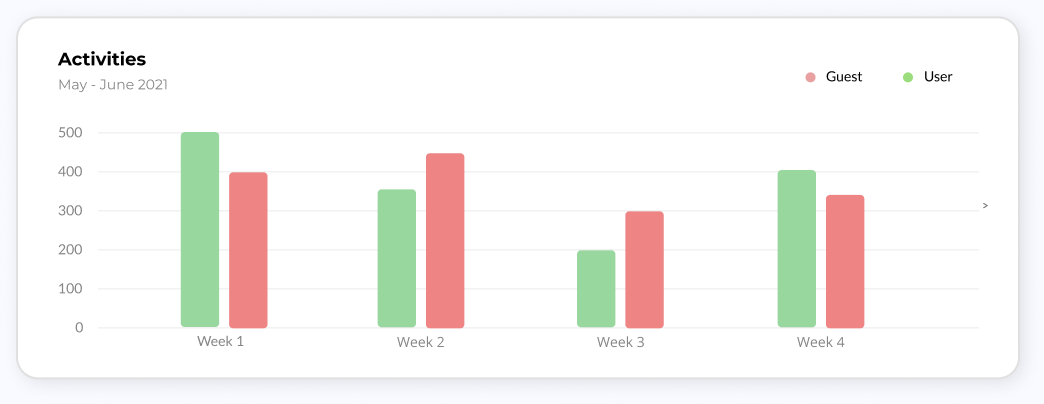 Activities
May - June 2021
Guest
User
500
400
300
200
100
0
>
Week 1
Week 2
Week 3
Week 4